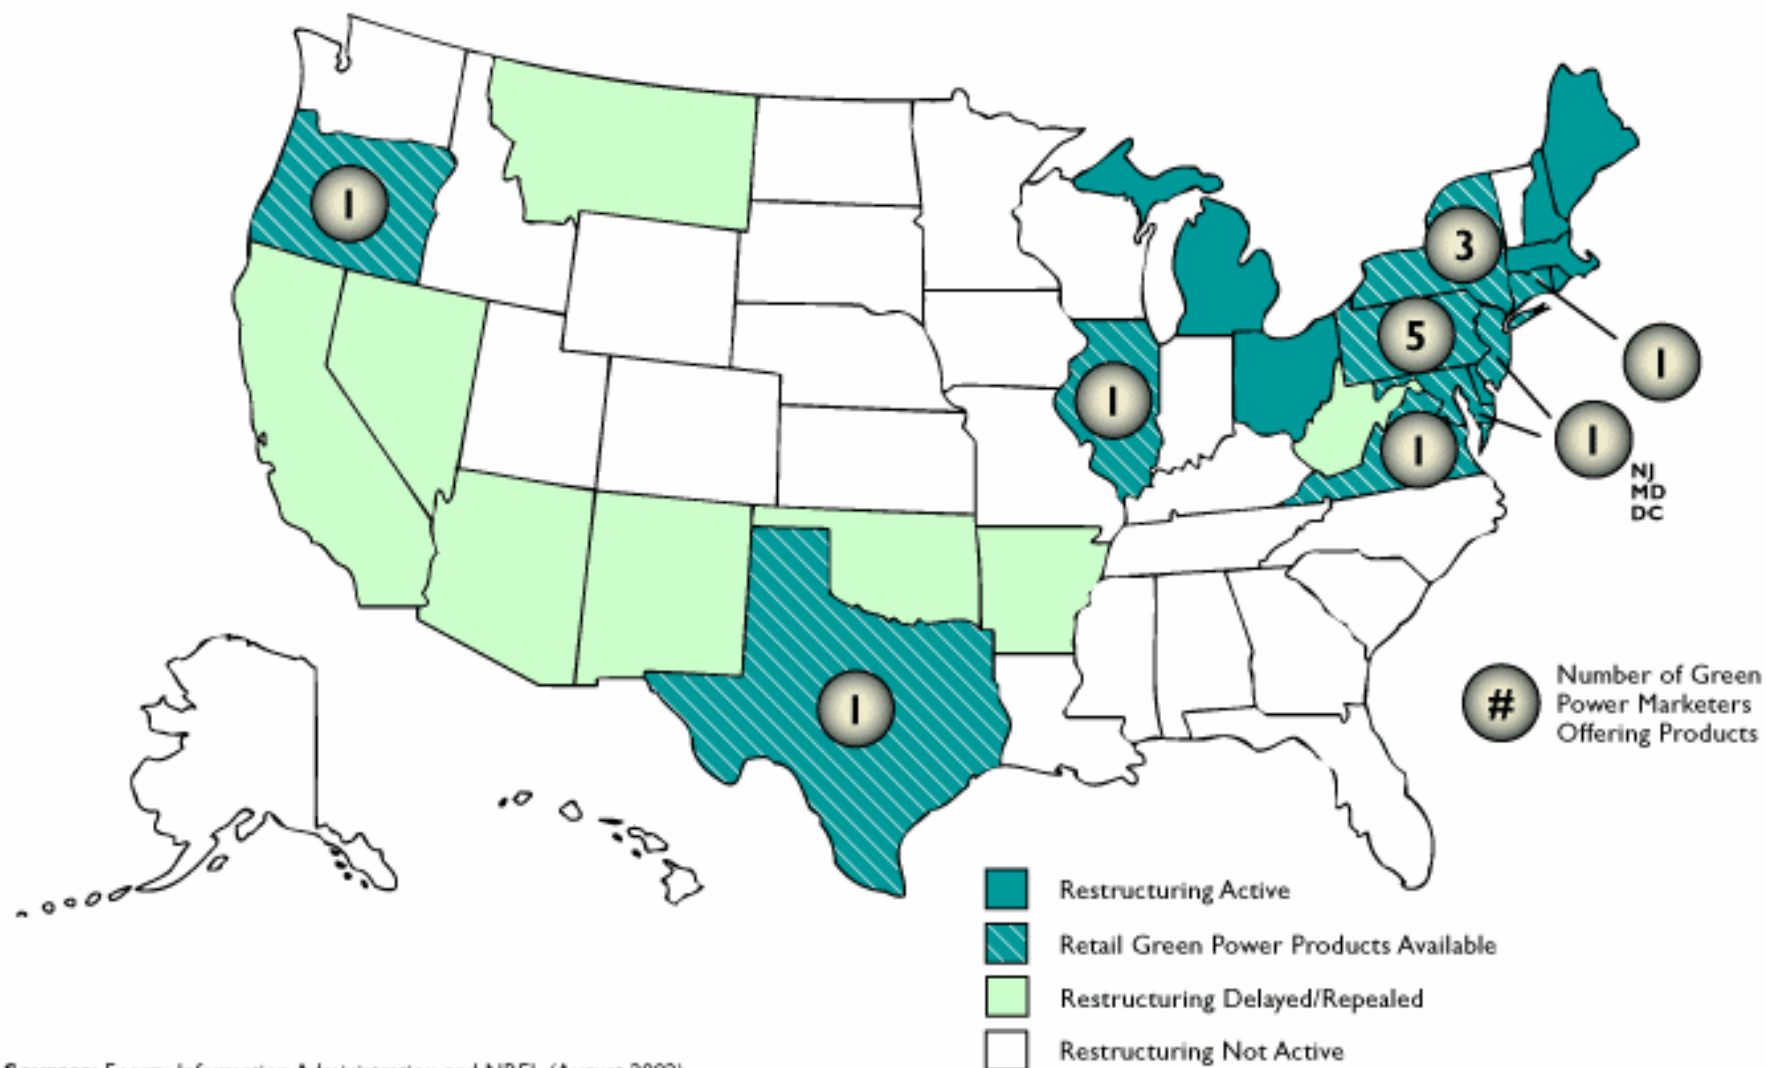 1
3
5
1
1
1
1
NJ
MD
DC
1
#
Number of Green
Power Marketers
Offering Products
Restructuring Active
Retail Green Power Products Available
Restructuring Delayed/Repealed
Restructuring Not Active